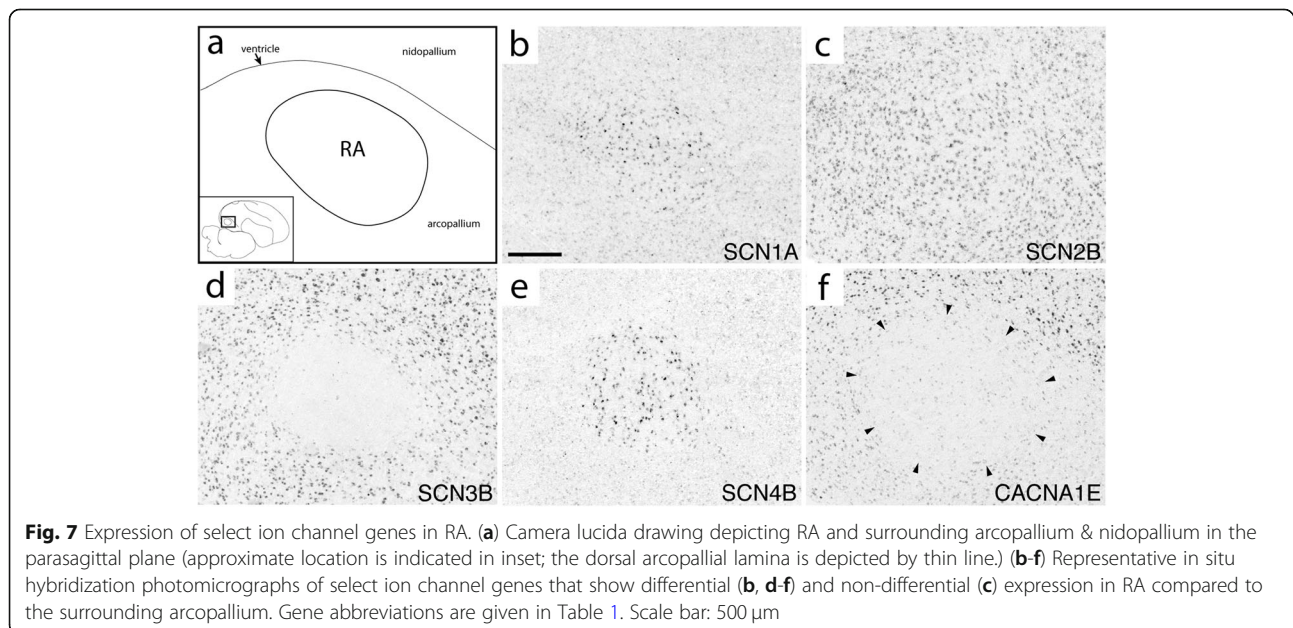 a
ventricle
nidopallium
RA
arcopallium
b
SCN1A
c
SCN2B
d
SCN3B
e
SCN4B
f
CACNA1E
Fig. 7 Expression of select ion channel genes in RA. (a) Camera lucida drawing depicting RA and surrounding arcopallium & nidopallium in the
parasagittal plane (approximate location is indicated in inset; the dorsal arcopallial lamina is depicted by thin line.) (b-f) Representative in situ
hybridization photomicrographs of select ion channel genes that show differential (b, d-f) and non-differential (c) expression in RA compared to
the surrounding arcopallium. Gene abbreviations are given in Table 1. Scale bar: 500 μm